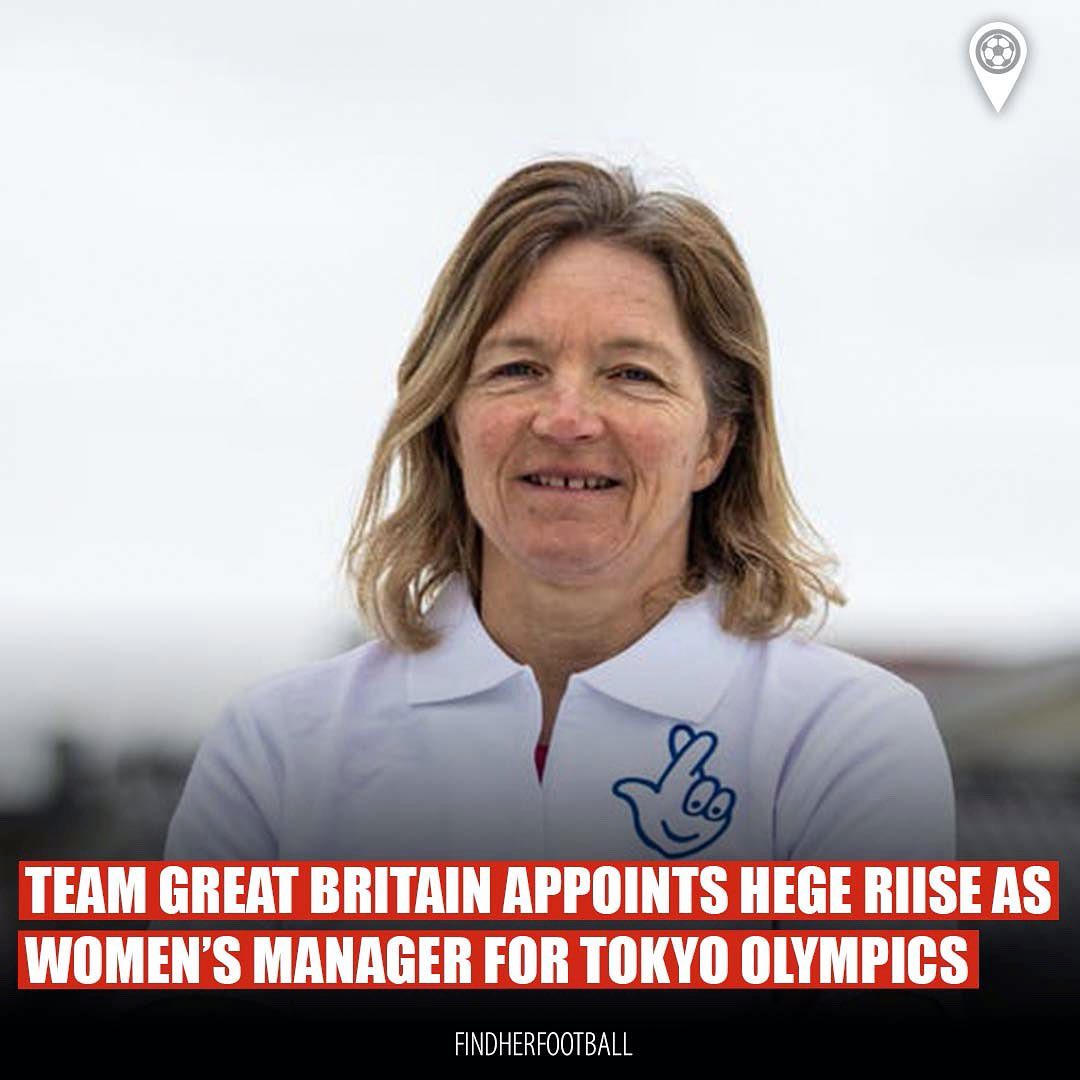 TEAM GREAT BRITAIN APPOINTS HEGE RIISE AS
WOMEN’S MANAGER FOR TOKYO OLYMPICS
FINDHERFOOTBALL